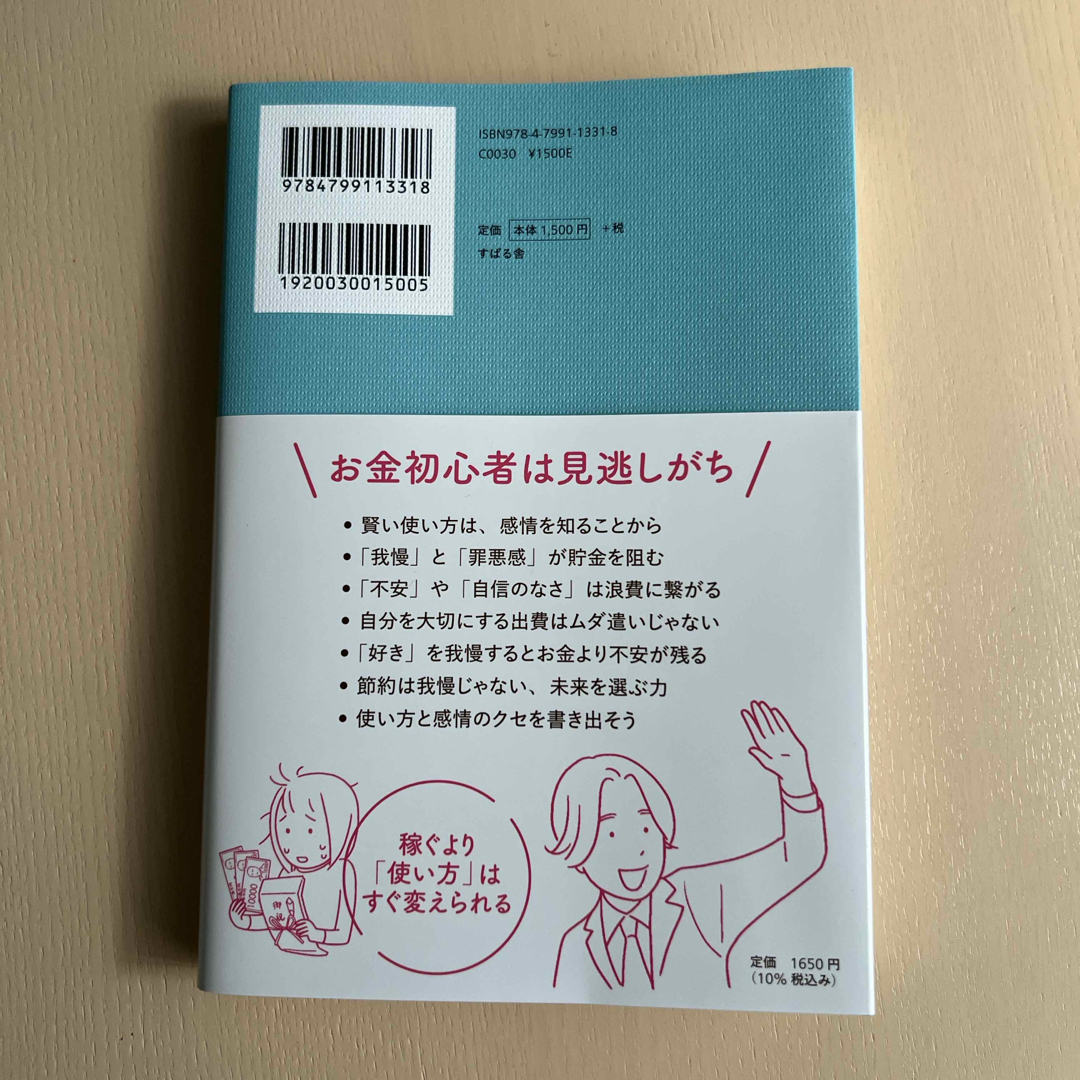 ISBN978-4-7991-1331-8
C0030 ¥1500E
9784799113318
定価 本体1,500円 +税
すばる舎
1920030015005
お金初心者は見逃しがち
• 賢い使い方は、感情を知ることから
• 「我慢」と「罪悪感」が貯金を阻む
• 「不安」や「自信のなさ」は浪費に繋がる
• 自分を大切にする出費はムダ遣いじゃない
• 「好き」を我慢するとお金より不安が残る
• 節約は我慢じゃない、未来を選ぶ力
• 使い方と感情のクセを書き出そう
稼ぐより
「使い方」は
すぐ変えられる
10000
御祝
定価 1650円
(10% 税込み)